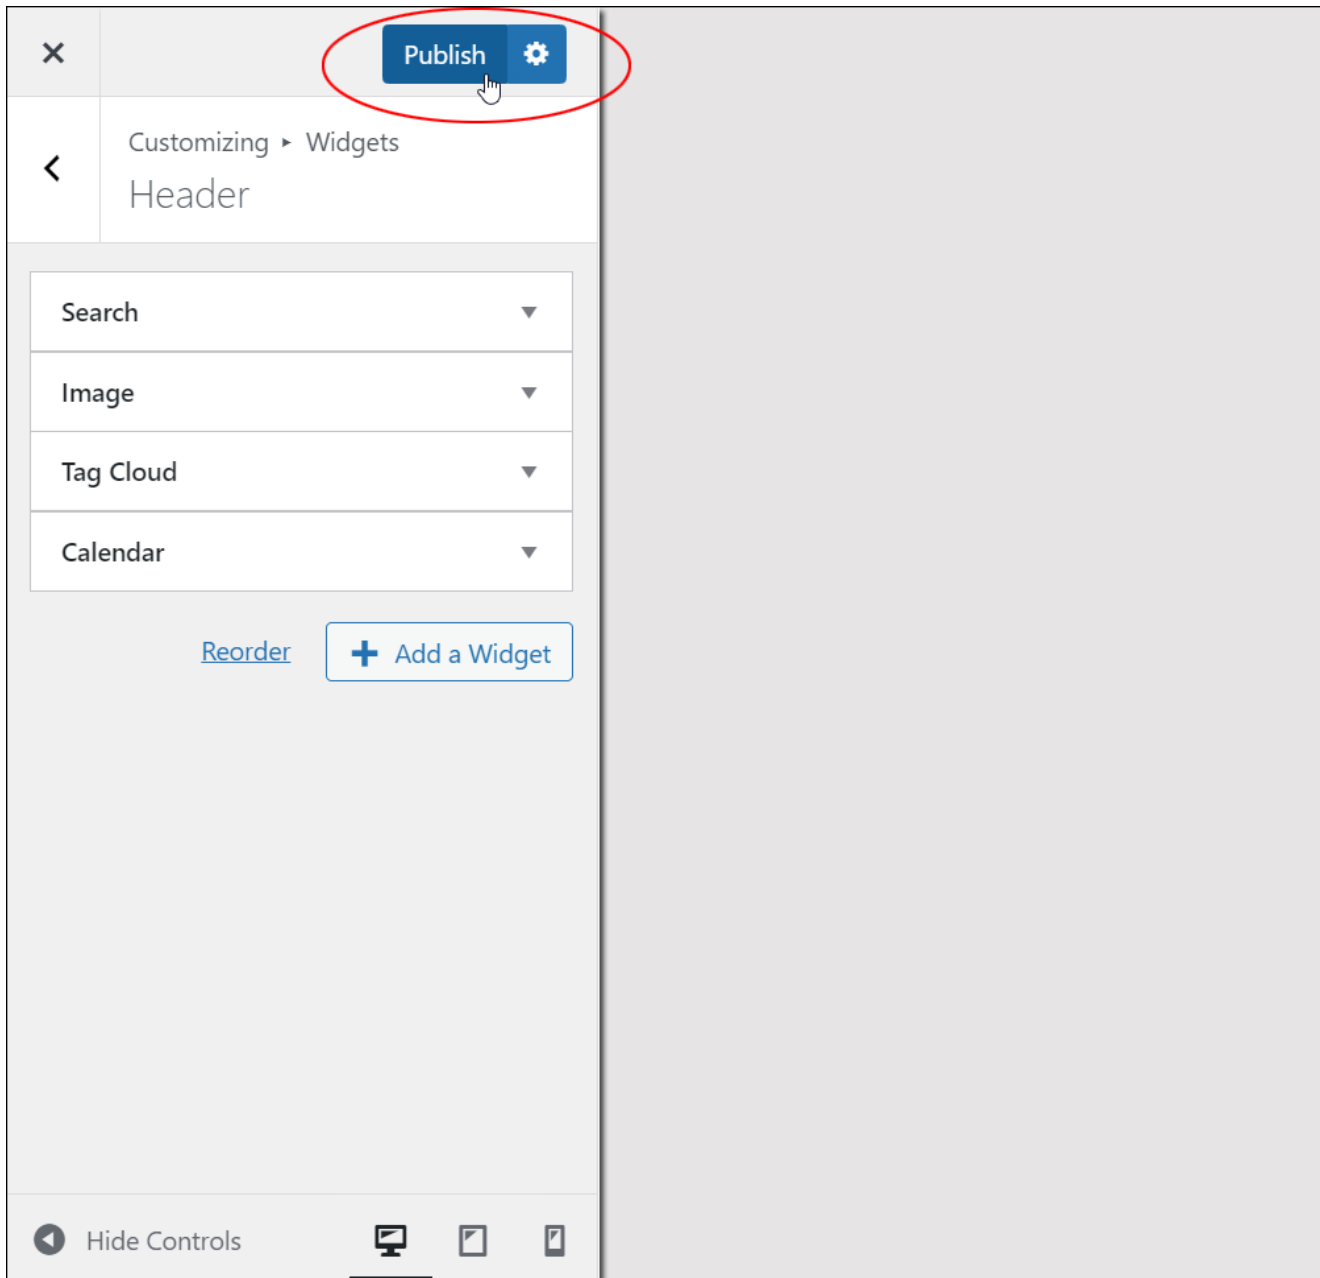 Publish
Customizing ▸ Widgets
Header
Search
Image
Tag Cloud
Calendar
Reorder
Add a Widget
Hide Controls